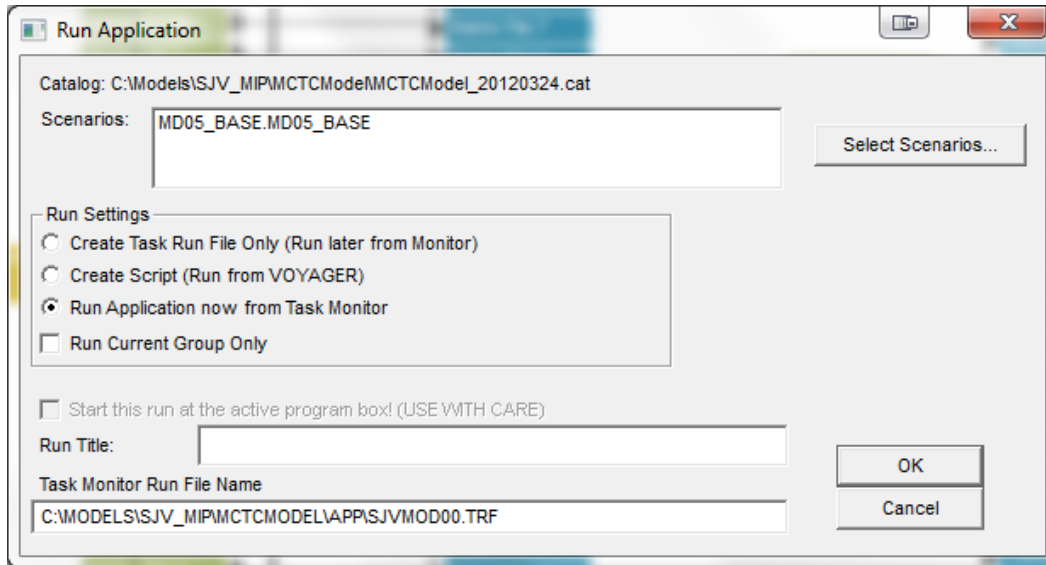 Run Application
Catalog: C:\Models\SJV_MIP\MCTCModel\MCTCModel_20120324.cat
Scenarios:
MD05_BASE.MD05_BASE
Select Scenarios...
Run Settings
Create Task Run File Only (Run later from Monitor)
Create Script (Run from VOYAGER)
Run Application now from Task Monitor
Run Current Group Only
Start this run at the active program box! (USE WITH CARE)
Run Title:
OK
Task Monitor Run File Name
Cancel
C:\MODELS\SJV_MIP\MCTCMODEL\APP\SJVMOD00.TRF